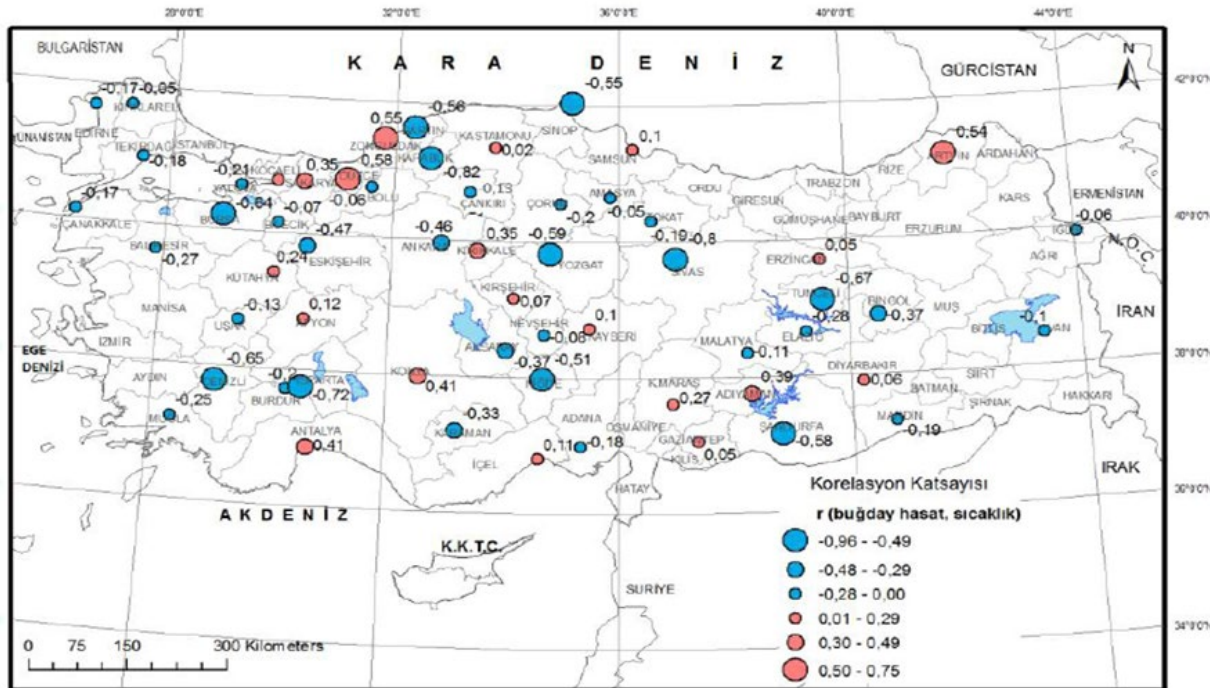 28°0'0"E 32°0'0"E 36°0'0"E 40°0'0"E 44°0'0"E
BULGARİSTAN
K A R A D E N İ Z
GÜRCİSTAN
N
42°0'0"N
-0,55
-0,17 -0,05
KIRKLARELİ
-0,56
0,55
EDİRNE
ZONGULDAK
KASTAMONU
SİNOP
0,1
0,54
ARTVİN ARDAHAN
TEKİRDAĞ
İSTANBUL
KARABÜK
0,02
SAMSUN
RİZE
-0,18
-0,21
KOCAELİ
0,35
0,58
-0,82
TRABZON
KARS
ERMENİSTAN
SAKARYA
BOLU
0,13
AMASYA
ORDU
GİRESUN
-0,17
-0,64
-0,07
0,06
ÇANKIRI
-0,2
-0,05
TOKAT
GÜMÜŞHANE
BAYBURT
-0,06
40°0'0"N
ÇANAKKALE
-0,47
-0,46
0,35
-0,59
-0,19
ERZURUM
ANKARA
KIRIKKALE
SİVAS
0,05
N.O.C.
BALIKESİR
-0,27
ESKİŞEHİR
YOZGAT
ERZİNCAN
AĞRI
0,24
KÜTAHYA
-0,67
KIRŞEHİR
TUNCELİ
BİNGÖL
İRAN
MANİSA
-0,13
0,12
0,07
0,1
-0,28
-0,37
MUŞ
-0,1
UŞAK
AFYON
NEVŞEHİR
KAYSERİ
ELAZIĞ
BİTLİS
VAN
İZMİR
-0,08
MALATYA
-0,11
EGE
DENİZİ
-0,65
-0,37
-0,51
DİYARBAKIR
SİİRT
38°0'0"N
AYDIN
DENİZLİ
-0,2
ISPARTA
KONYA
0,41
K.MARAŞ
0,39
0,06
BATMAN
HAKKARİ
-0,25
BURDUR
-0,72
0,27
ADIYAMAN
ŞIRNAK
MUĞLA
-0,33
ADANA
OSMANİYE
MARDİN
-0,19
ANTALYA
KARAMAN
-0,18
GAZİANTEP
ŞANLIURFA
-0,58
0,41
0,11
0,05
İÇEL
KİLİS
IRAK
HATAY
36°0'0"N
Korelasyon Katsayısı
A K D E N İ Z
r (buğday hasat, sıcaklık)
K.K.T.C.
-0,96 - -0,49
-0,48 - -0,29
SURİYE
-0,28 - 0,00
0,01 - 0,29
34°0'0"N
0 75 150 300 Kilometers
0,30 - 0,49
0,50 - 0,75